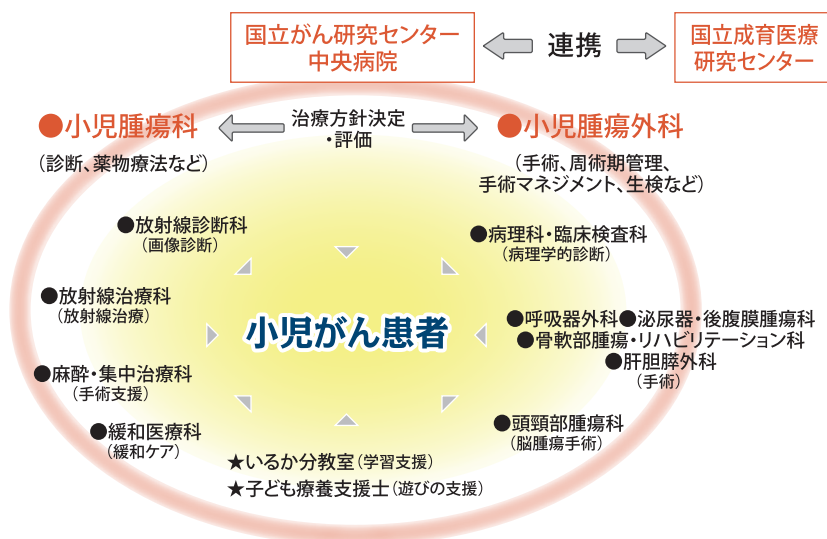 国立がん研究センター
中央病院
連携
国立成育医療
研究センター
●小児腫瘍科
(診断、薬物療法など)
治療方針決定
・評価
●小児腫瘍外科
(手術、周術期管理、
手術マネジメント、生検など)
●放射線診断科
(画像診断)
●病理科・臨床検査科
(病理学的診断)
●放射線治療科
(放射線治療)
小児がん患者
●呼吸器外科●泌尿器・後腹膜腫瘍科
●骨軟部腫瘍・リハビリテーション科
●肝胆膵外科
(手術)
●麻酔・集中治療科
(手術支援)
●緩和医療科
(緩和ケア)
●頭頸部腫瘍科
(脳腫瘍手術)
★いるか分教室(学習支援)
★子ども療養支援士(遊びの支援)